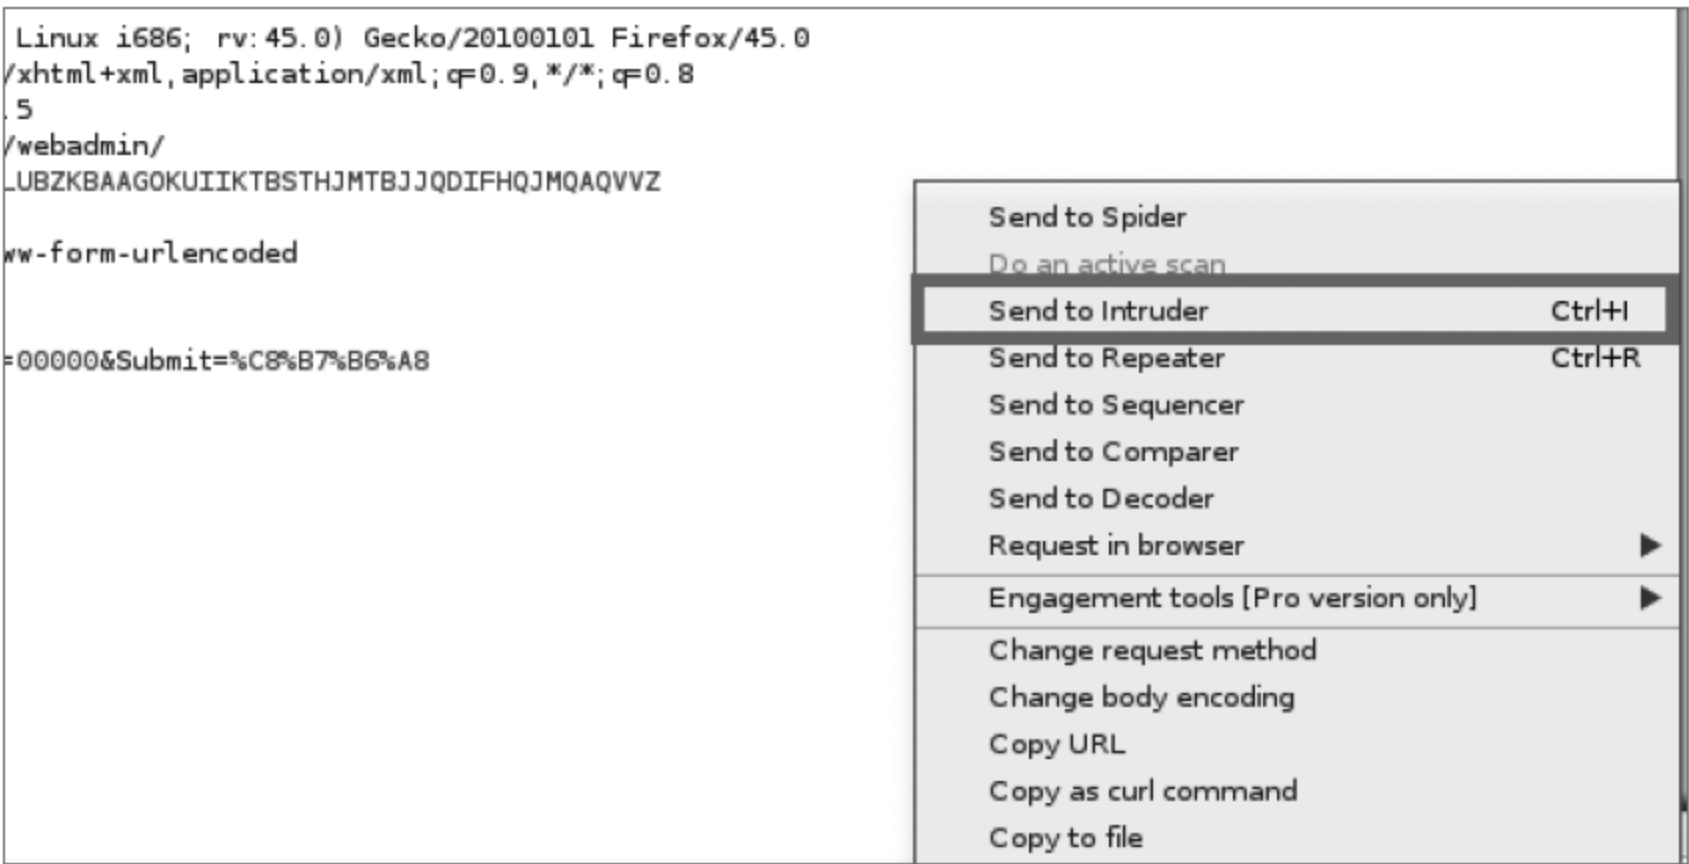 Linux i686; rv:45.0) Gecko/20100101 Firefox/45.0
/xhtml+xml,application/xml;q=0.9,*/*;q=0.8
.5
/webadmin/
LUBZKBAAGOKUIIKTBSTHJMTBJJQDIFHQJMQAQVVZ
ww-form-urlencoded
=00000&Submit=%C8%B7%B6%A8
Send to Spider
Do an active scan
Send to Intruder Ctrl+I
Send to Repeater Ctrl+R
Send to Sequencer
Send to Comparer
Send to Decoder
Request in browser
Engagement tools [Pro version only]
Change request method
Change body encoding
Copy URL
Copy as curl command
Copy to file